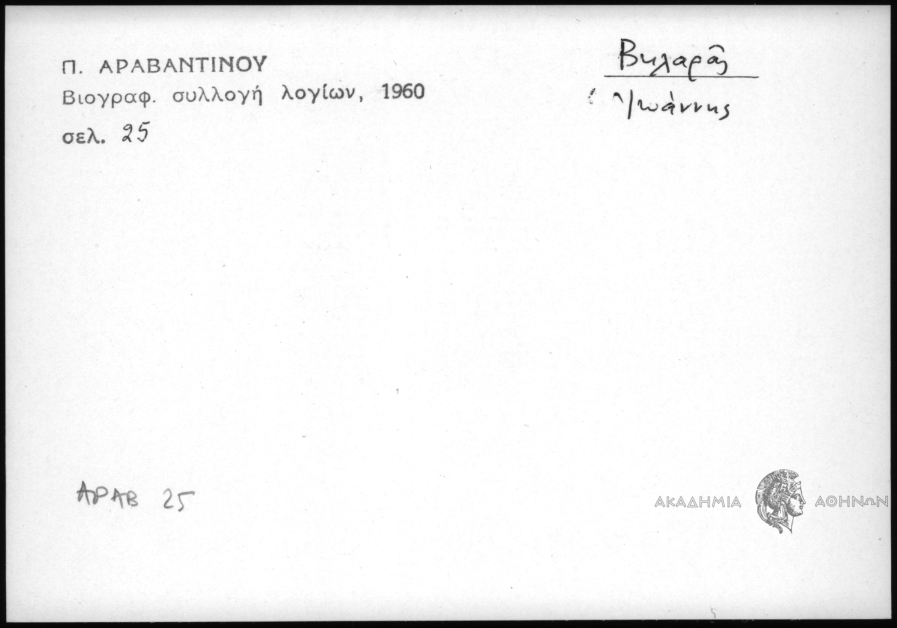 Π. ΑΡΑΒΑΝΤΙΝΟΥ
Βιογραφ. συλλογή λογίων, 1960
σελ. 25
Βηλαρᾶς
Ἰωάννης
ΑΡΑΒ 25
ΑΚΑΔΗΜΙΑ ΑΘΗΝΩΝ